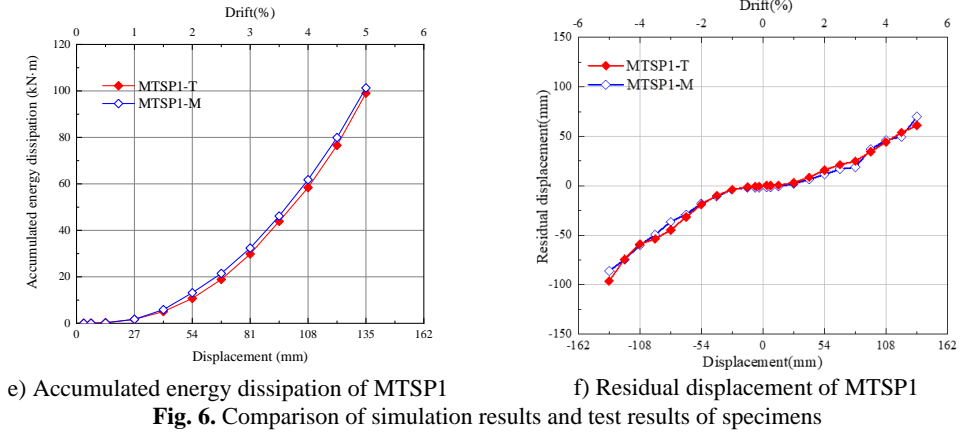 Drift(%)
0 1 2 3 4 5 6
120
100
80
60
40
20
0
Accumulated energy dissipation (kN·m)
MTSP1-T
MTSP1-M
0 27 54 81 108 135 162
Displacement (mm)
Drift(%)
-6 -5 -4 -2 0 2 4 5 6
150
100
50
0
-50
-100
-150
Residual displacement(mm)
MTSP1-T
MTSP1-M
-162 -108 -54 0 54 108 162
Displacement(mm)
e) Accumulated energy dissipation of MTSP1
f) Residual displacement of MTSP1
Fig. 6. Comparison of simulation results and test results of specimens